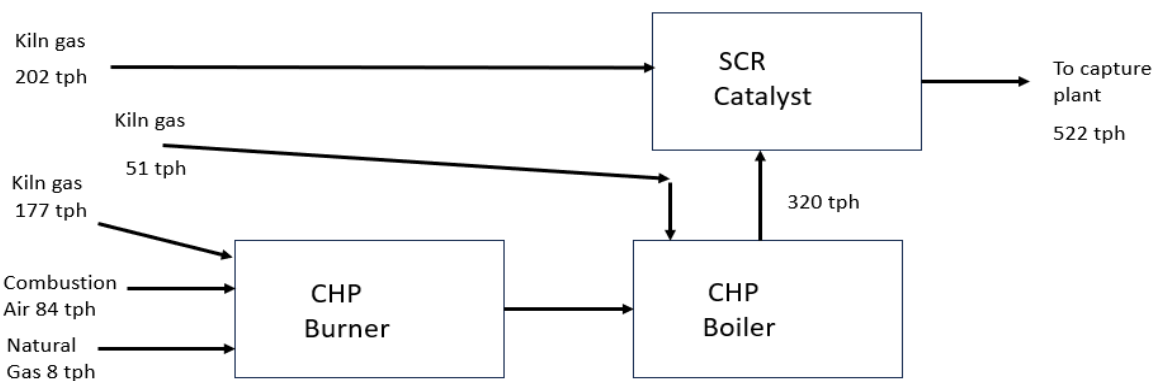 Kiln gas
202 tph
SCR
Catalyst
To capture
plant
522 tph
Kiln gas
51 tph
Kiln gas
177 tph
320 tph
Combustion
Air 84 tph
Natural
Gas 8 tph
CHP
Burner
CHP
Boiler